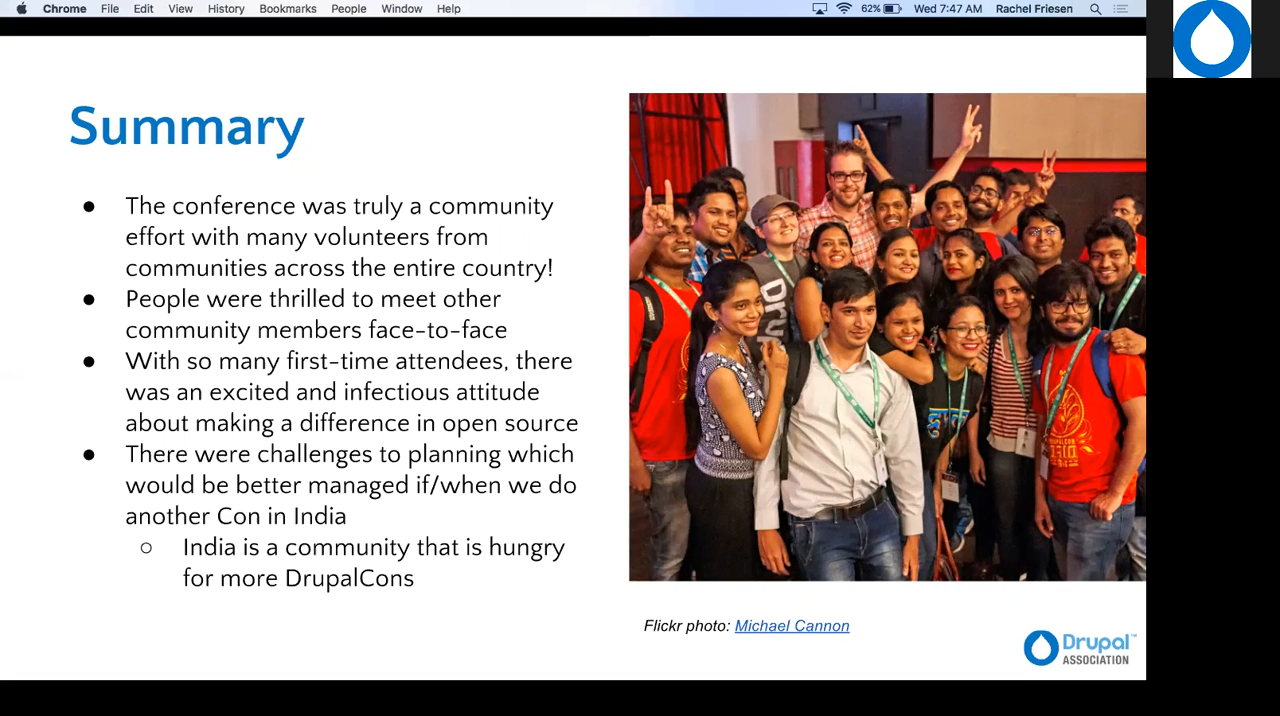 Chrome File Edit View History Bookmarks People Window Help 62% Wed 7:47 AM Rachel Friesen
Summary
● The conference was truly a community
effort with many volunteers from
communities across the entire country!
● People were thrilled to meet other
community members face-to-face
● With so many first-time attendees, there
was an excited and infectious attitude
about making a difference in open source
● There were challenges to planning which
would be better managed if/when we do
another Con in India
○ India is a community that is hungry
for more DrupalCons
Flickr photo: Michael Cannon
Drupal™
ASSOCIATION